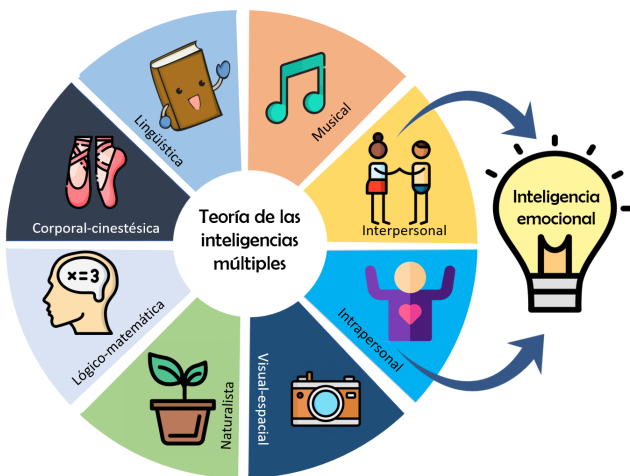 Teoría de las
inteligencias
múltiples
Lingüística
Musical
Interpersonal
Intrapersonal
Visual-espacial
Naturalista
Lógico-matemática
x=3
Corporal-cinestésica
Inteligencia
emocional